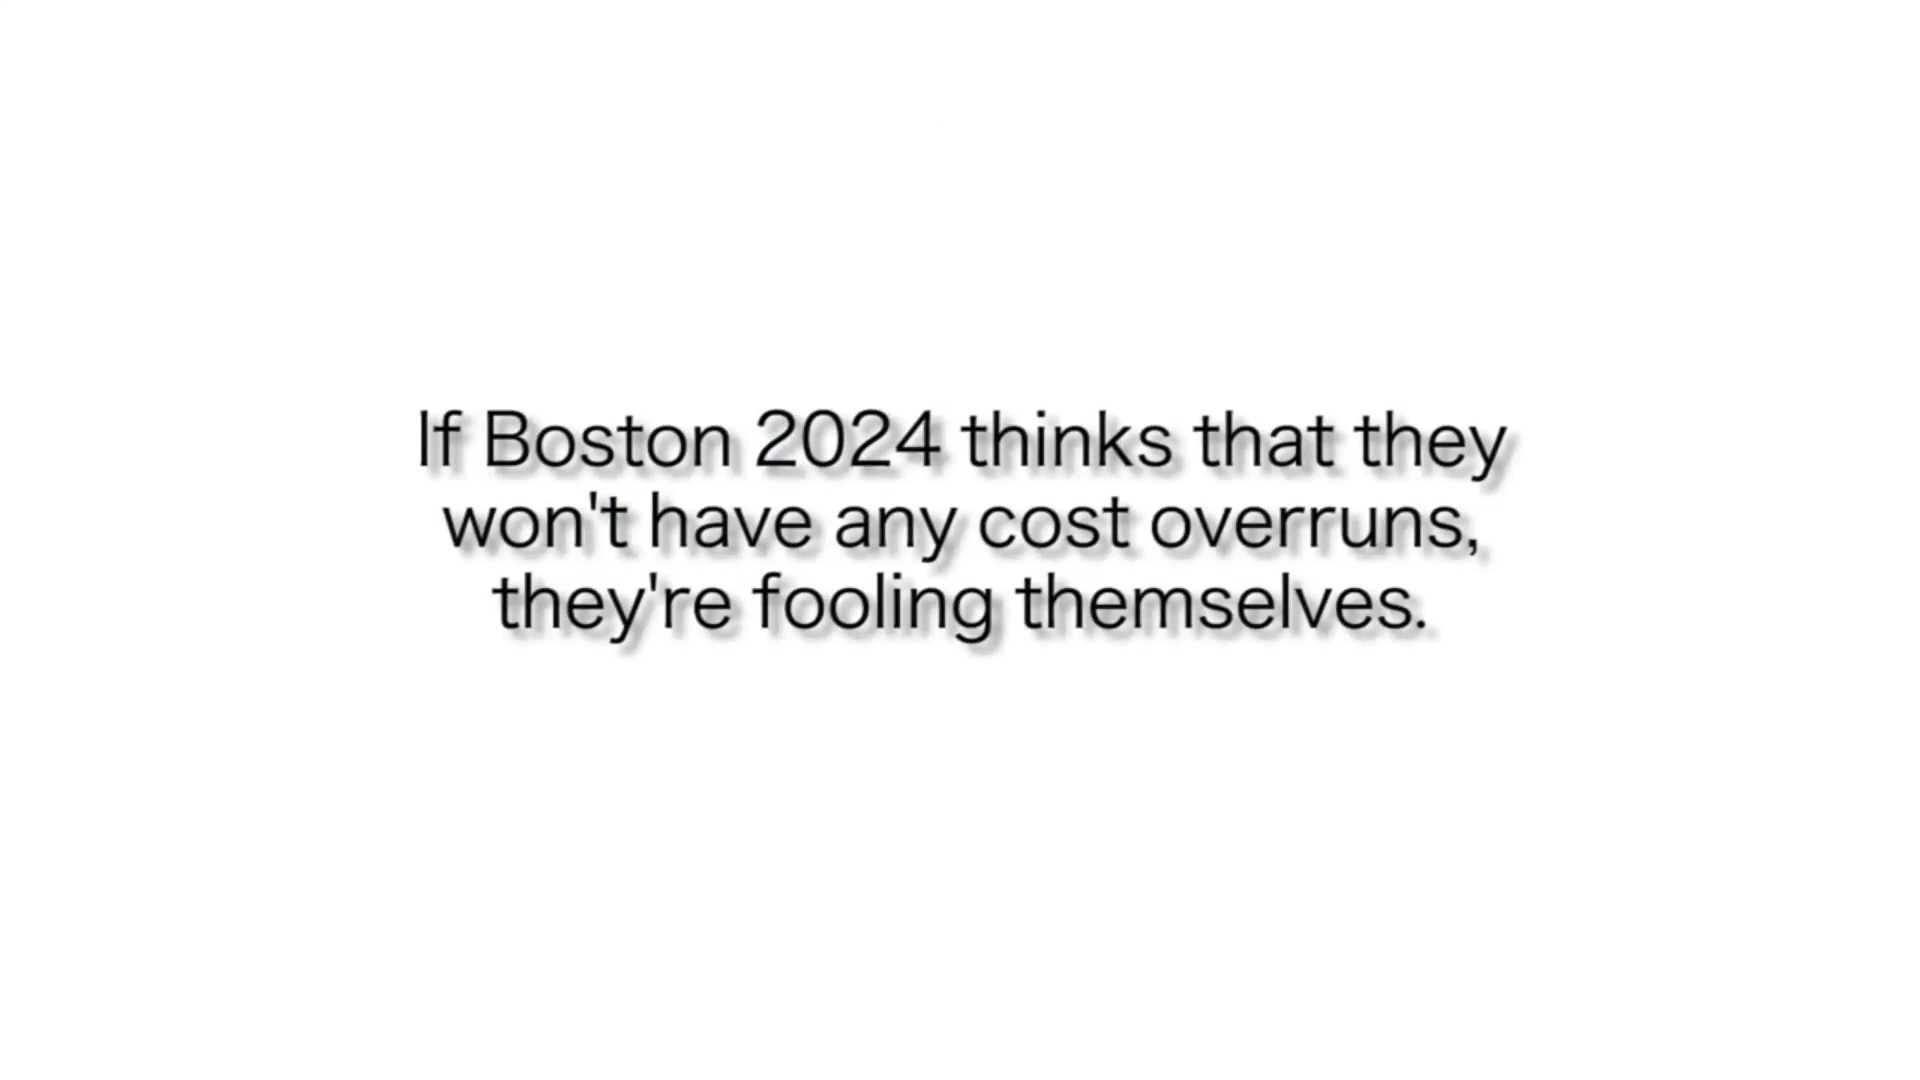 If Boston 2024 thinks that they
won't have any cost overruns,
they're fooling themselves.